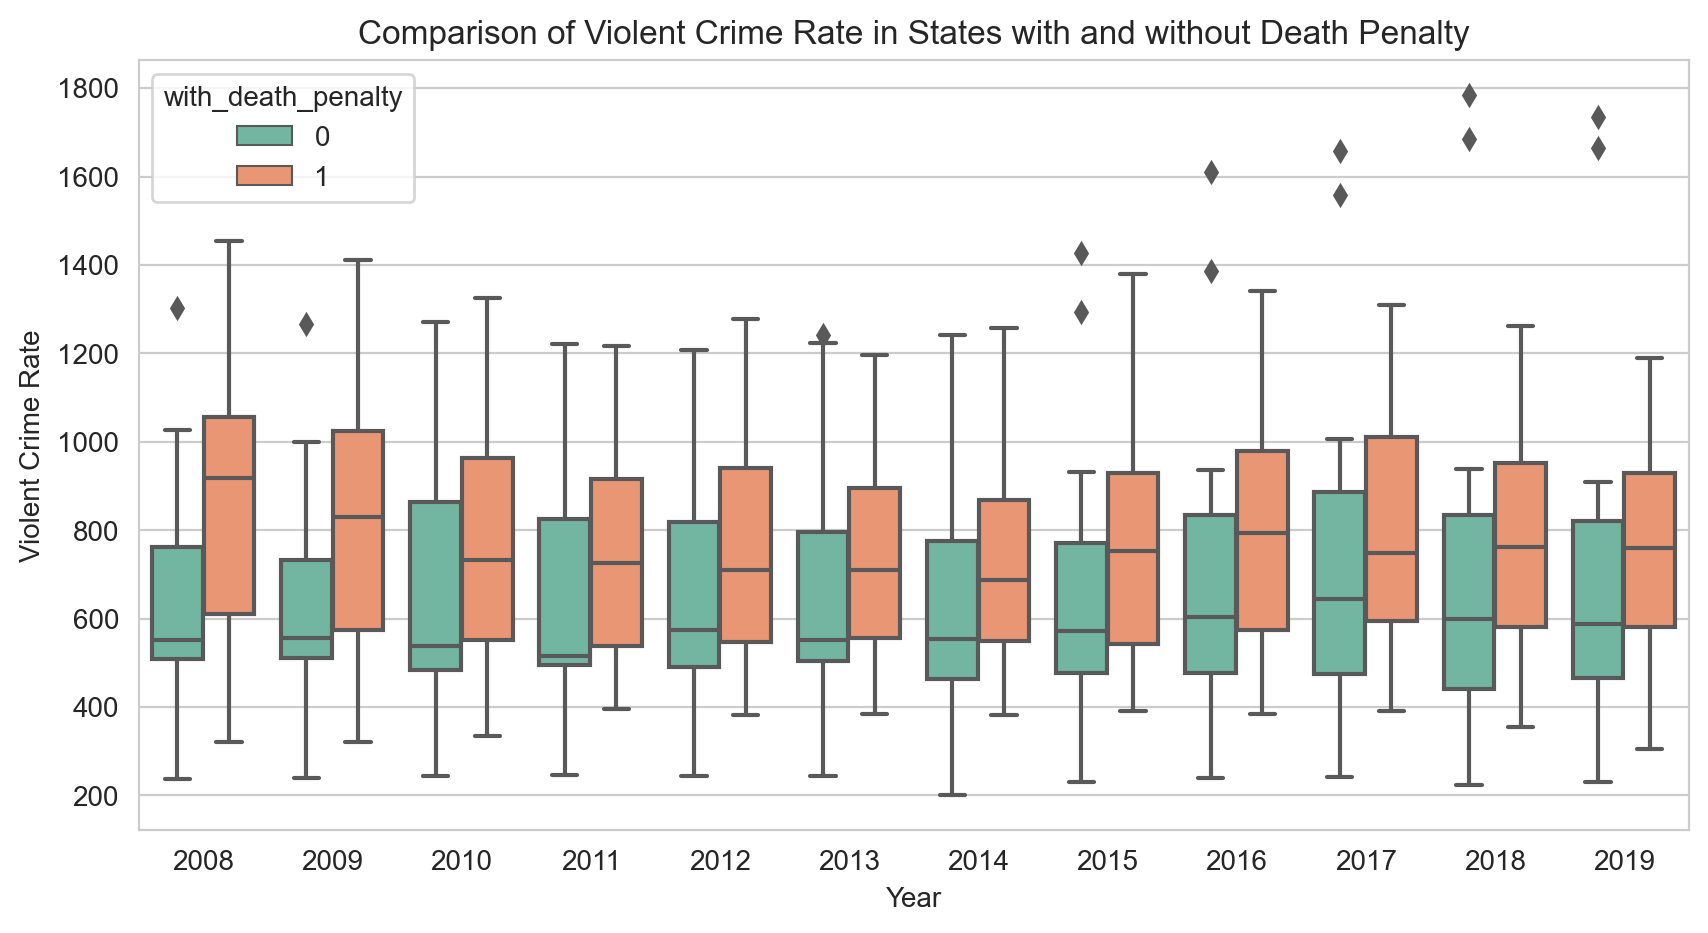 Comparison of Violent Crime Rate in States with and without Death Penalty
with_death_penalty
0
1
Violent Crime Rate
1800
1600
1400
1200
1000
800
600
400
200
2008 2009 2010 2011 2012 2013 2014 2015 2016 2017 2018 2019
Year